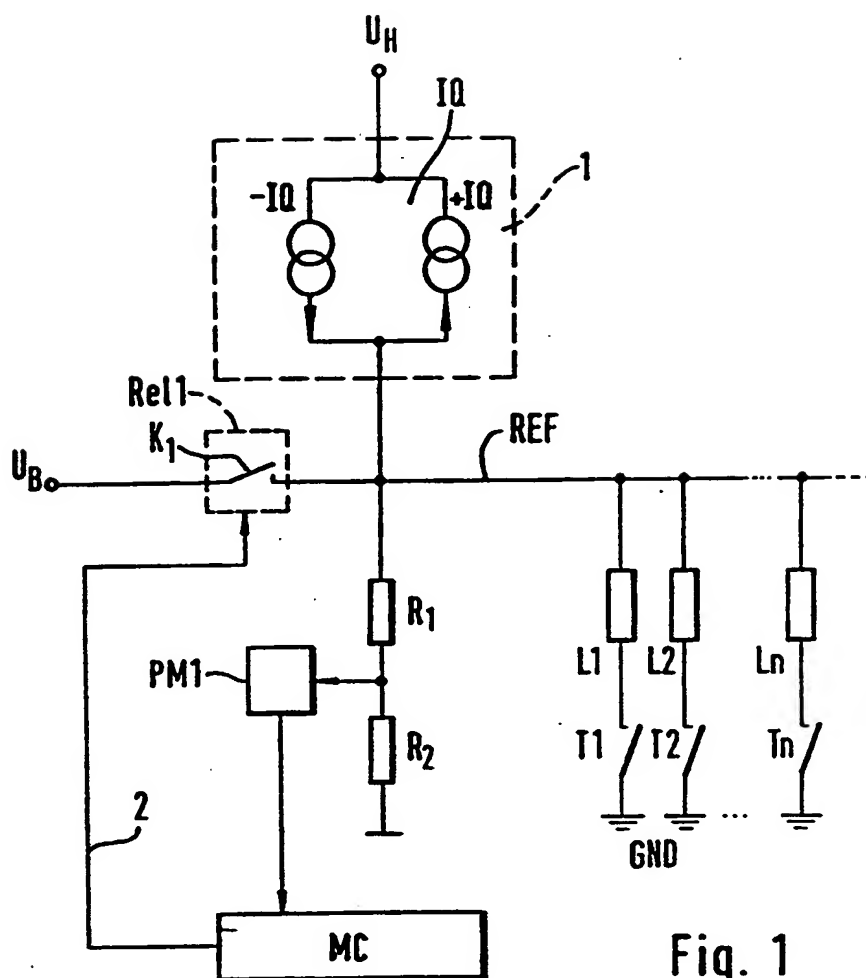 U_H
IQ
1
-IQ
+IQ
Rel1
K_1
REF
U_B
...
R_1
PM1
L1
L2
Ln
R_2
T1
T2
Tn
2
...
GND
MC
Fig. 1